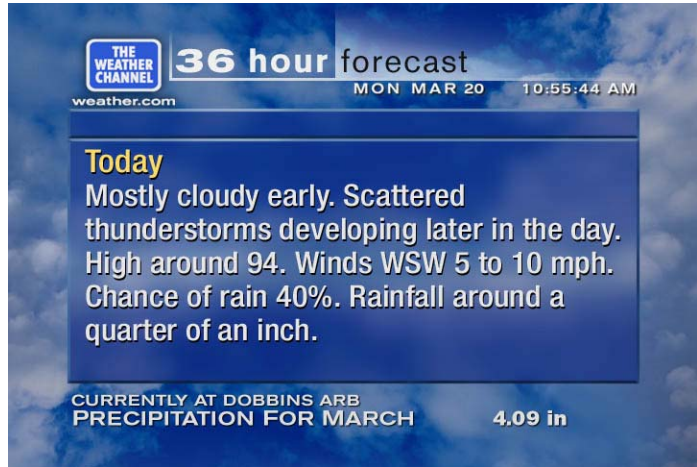 THE
WEATHER
CHANNEL
weather.com
36 hour forecast
MON MAR 20 10:55:44 AM
Today
Mostly cloudy early. Scattered
thunderstorms developing later in the day.
High around 94. Winds WSW 5 to 10 mph.
Chance of rain 40%. Rainfall around a
quarter of an inch.
CURRENTLY AT DOBBINS ARB
PRECIPITATION FOR MARCH 4.09 in